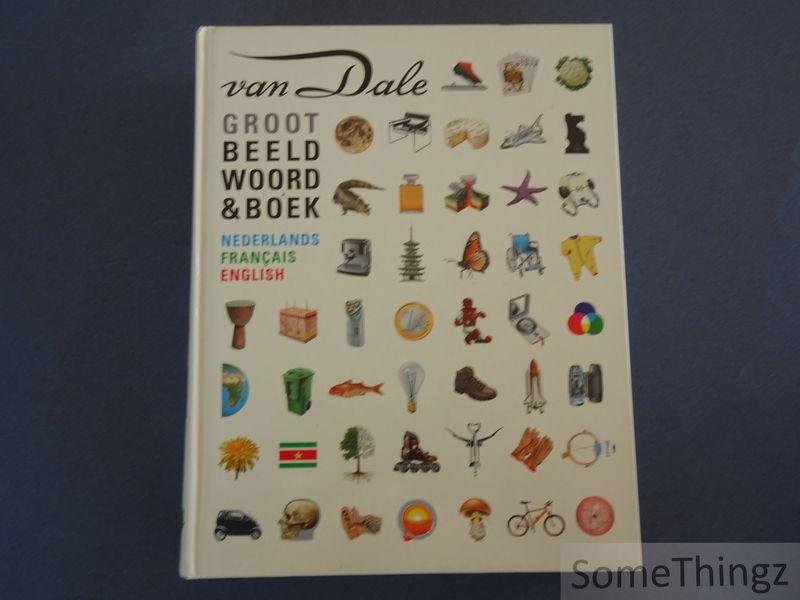 van Dale
GROOT
BEELD
WOORD
& BOEK
NEDERLANDS
FRANÇAIS
ENGLISH
SomeThingz